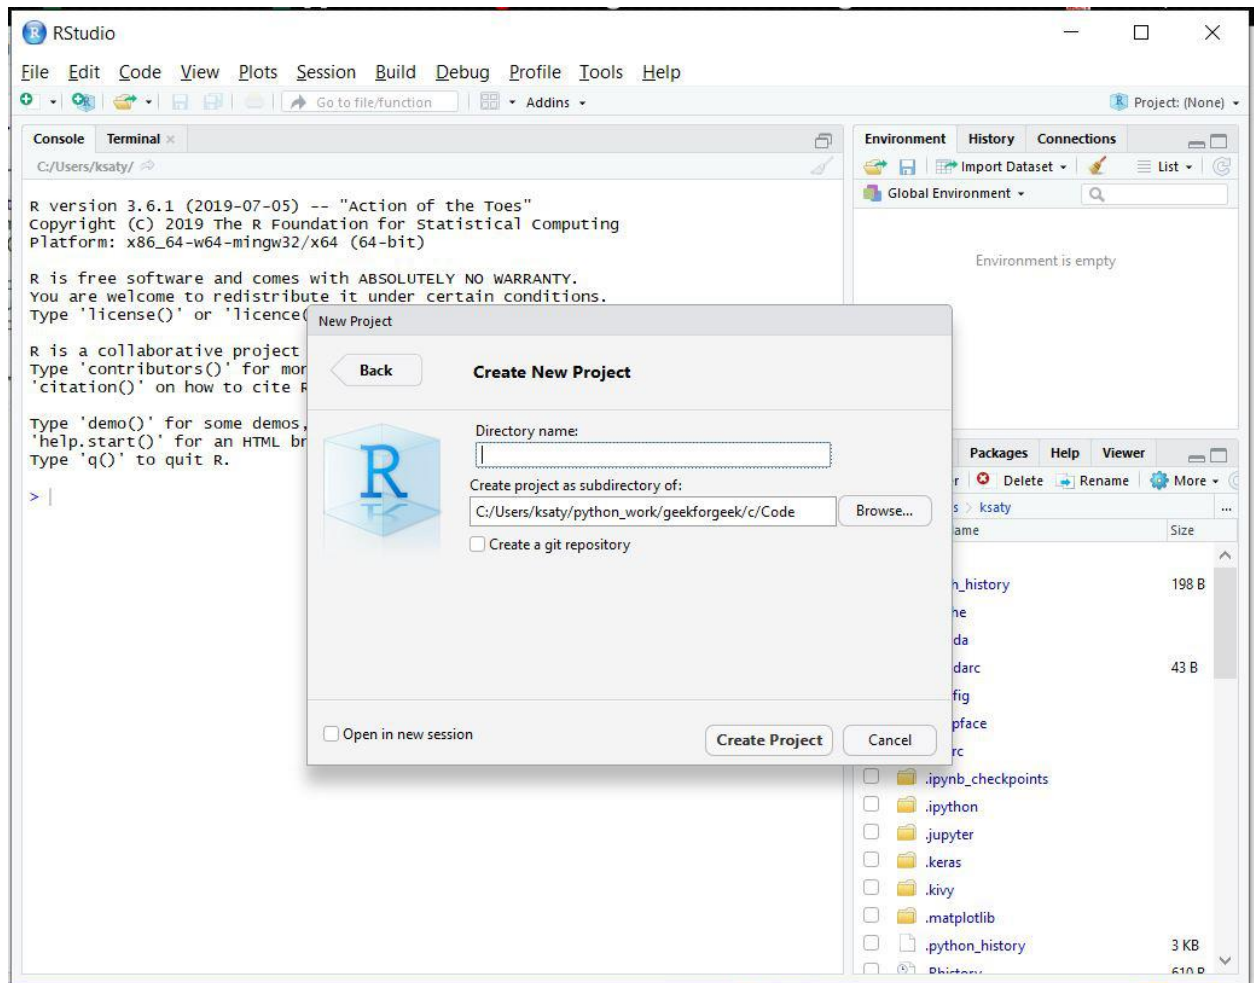 RStudio
File Edit Code View Plots Session Build Debug Profile Tools Help
Go to file/function Addins Project: (None)
Console Terminal
C:/Users/ksaty/
R version 3.6.1 (2019-07-05) -- "Action of the Toes"
Copyright (C) 2019 The R Foundation for Statistical Computing
Platform: x86_64-w64-mingw32/x64 (64-bit)
R is free software and comes with ABSOLUTELY NO WARRANTY.
You are welcome to redistribute it under certain conditions.
Type 'license()' or 'licence(
R is a collaborative project
Type 'contributors()' for mor
'citation()' on how to cite R
Type 'demo()' for some demos,
'help.start()' for an HTML br
Type 'q()' to quit R.
>
New Project
Back
Create New Project
R
Directory name:
Create project as subdirectory of:
C:/Users/ksaty/python_work/geekforgeek/c/Code
Browse...
Create a git repository
Open in new session
Create Project
Cancel
Environment History Connections
Import Dataset List
Global Environment
Environment is empty
Packages Help Viewer
r Delete Rename More
s > ksaty ...
ame Size
h_history 198 B
he
da
darc 43 B
fig
pface
rc
.ipynb_checkpoints
.ipython
.jupyter
.keras
.kivy
.matplotlib
.python_history 3 KB